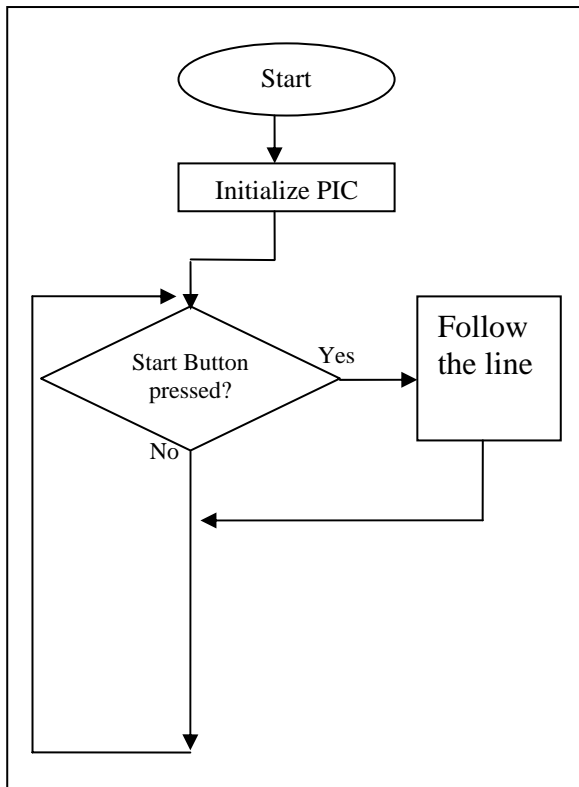 Start
Initialize PIC
Start Button
pressed?
Yes
Follow
the line
No